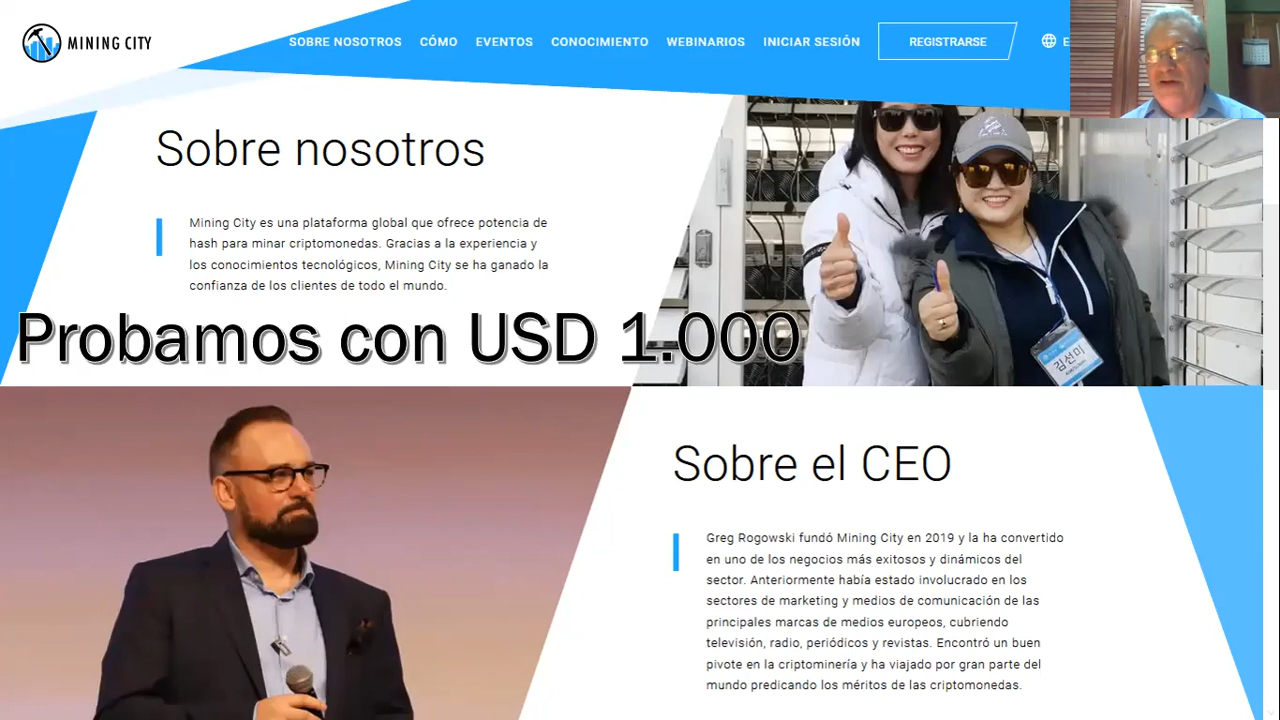 MINING CITY
SOBRE NOSOTROS CÓMO EVENTOS CONOCIMIENTO WEBINARIOS INICIAR SESIÓN REGISTRARSE E
Sobre nosotros
Mining City es una plataforma global que ofrece potencia de
hash para minar criptomonedas. Gracias a la experiencia y
los conocimientos tecnológicos, Mining City se ha ganado la
confianza de los clientes de todo el mundo.
Probamos con USD 1.000
김선미
Sobre el CEO
Greg Rogowski fundó Mining City en 2019 y la ha convertido
en uno de los negocios más exitosos y dinámicos del
sector. Anteriormente había estado involucrado en los
sectores de marketing y medios de comunicación de las
principales marcas de medios europeos, cubriendo
televisión, radio, periódicos y revistas. Encontró un buen
pivote en la criptominería y ha viajado por gran parte del
mundo predicando los méritos de las criptomonedas.